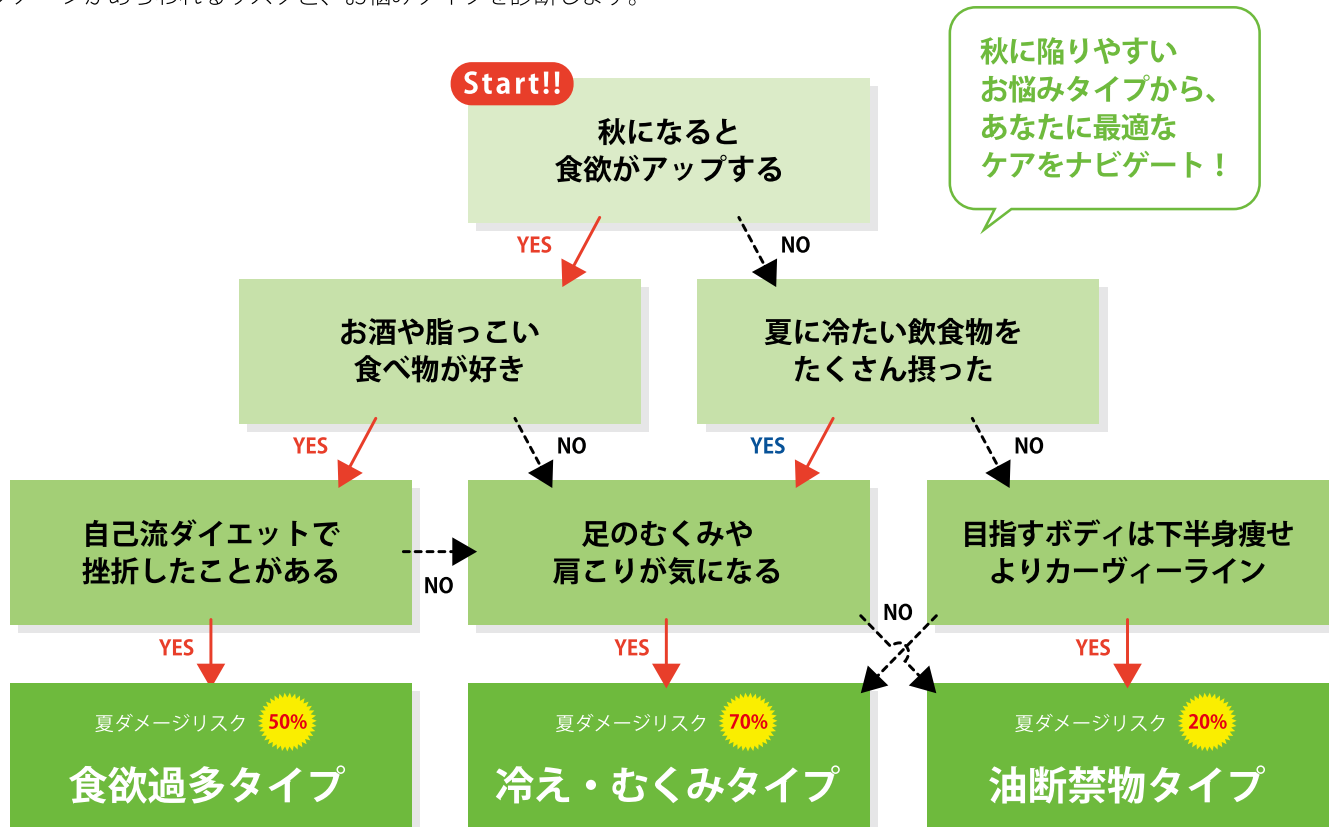 Start!!
秋になると
食欲がアップする
秋に陥りやすい
お悩みタイプから、
あなたに最適な
ケアをナビゲート！
YES
NO
お酒や脂っこい
食べ物が好き
夏に冷たい飲食物を
たくさん摂った
YES
NO
YES
NO
自己流ダイエットで
挫折したことがある
NO
足のむくみや
肩こりが気になる
目指すボディは下半身痩せ
よりカーヴィーライン
NO
YES
YES
YES
夏ダメージリスク 50%
食欲過多タイプ
夏ダメージリスク 70%
冷え・むくみタイプ
夏ダメージリスク 20%
油断禁物タイプ